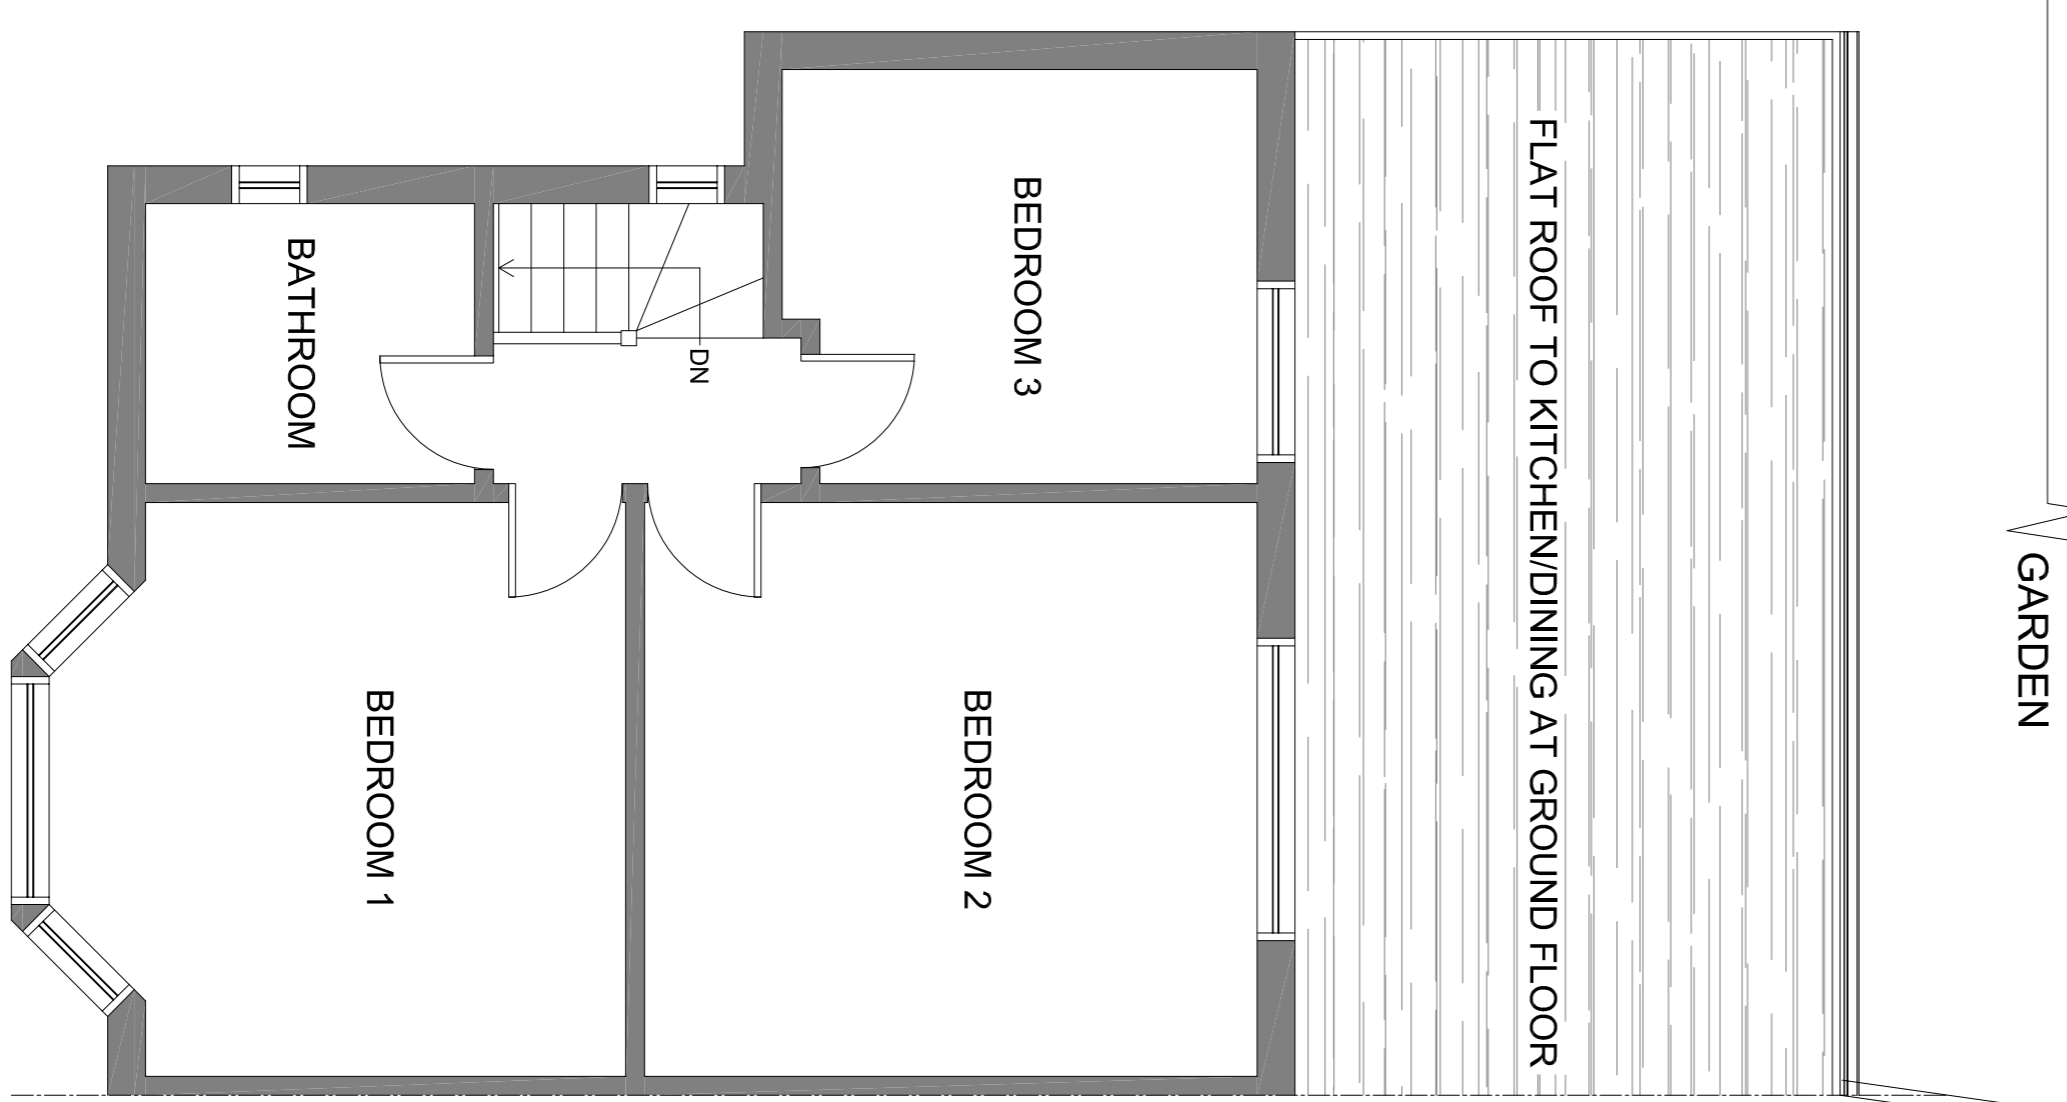 GARDEN
FLAT ROOF TO KITCHEN/DINING AT GROUND FLOOR
BEDROOM 3
BEDROOM 2
DN
BATHROOM
BEDROOM 1